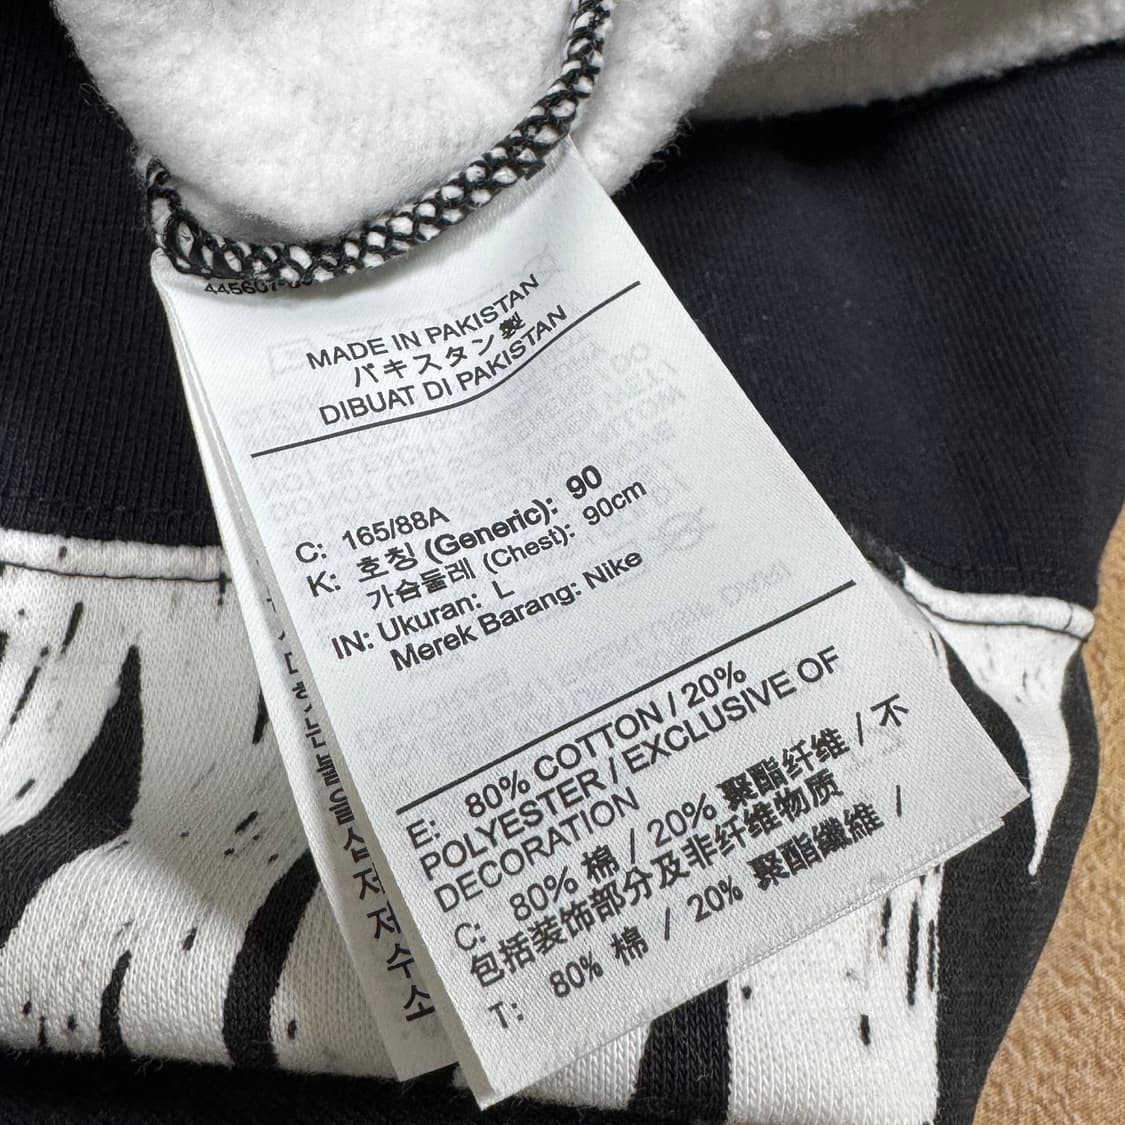 MADE IN PAKISTAN
パキスタン製
DIBUAT DI PAKISTAN
C: 165/88A
K: 호칭 (Generic): 90
가슴둘레 (Chest): 90cm
IN: Ukuran: L
Merek Barang: Nike
E: 80% COTTON / 20%
POLYESTER / EXCLUSIVE OF
DECORATION
C: 80% 棉 / 20% 聚酯纤维 / 不
包括装饰部分及非纤维物质
T: 80% 棉 / 20% 聚酯纖維 /